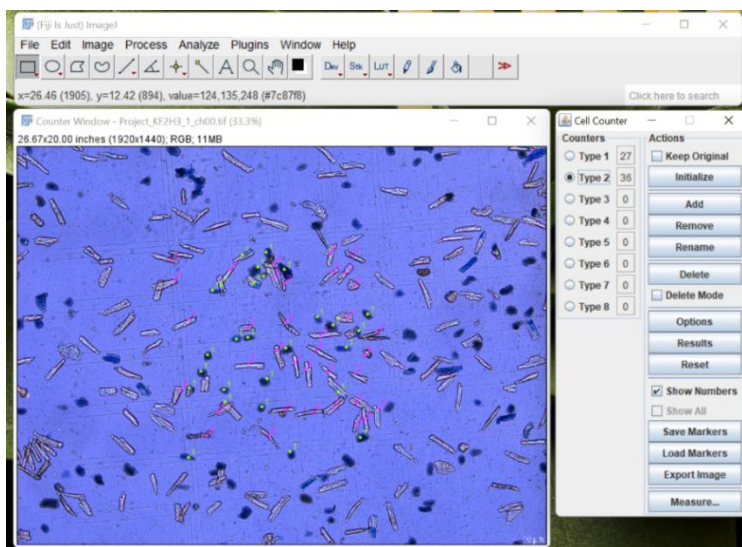 (Fiji Is Just) ImageJ
File Edit Image Process Analyze Plugins Window Help
Dev Stk LUT
x=26.46 (1905), y=12.42 (894), value=124,135,248 (#7c87f8)
Click here to search
Counter Window - Project_KF2H3_1_ch00.tif (33.3%)
26.67x20.00 inches (1920x1440); RGB; 11MB
Cell Counter
Counters
Type 1 27
Type 2 36
Type 3 0
Type 4 0
Type 5 0
Type 6 0
Type 7 0
Type 8 0
Actions
Keep Original
Initialize
Add
Remove
Rename
Delete
Delete Mode
Options
Results
Reset
Show Numbers
Show All
Save Markers
Load Markers
Export Image
Measure...